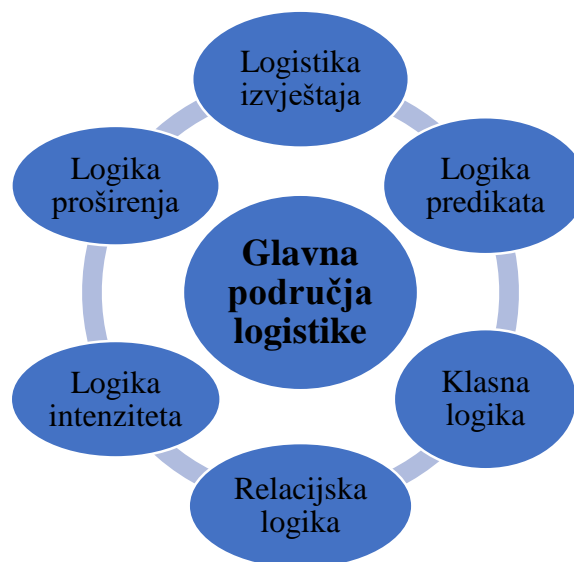 Logistika
izvještaja
Logika
predikata
Klasna
logika
Relacijska
logika
Logika
intenziteta
Logika
proširenja
Glavna
područja
logistike